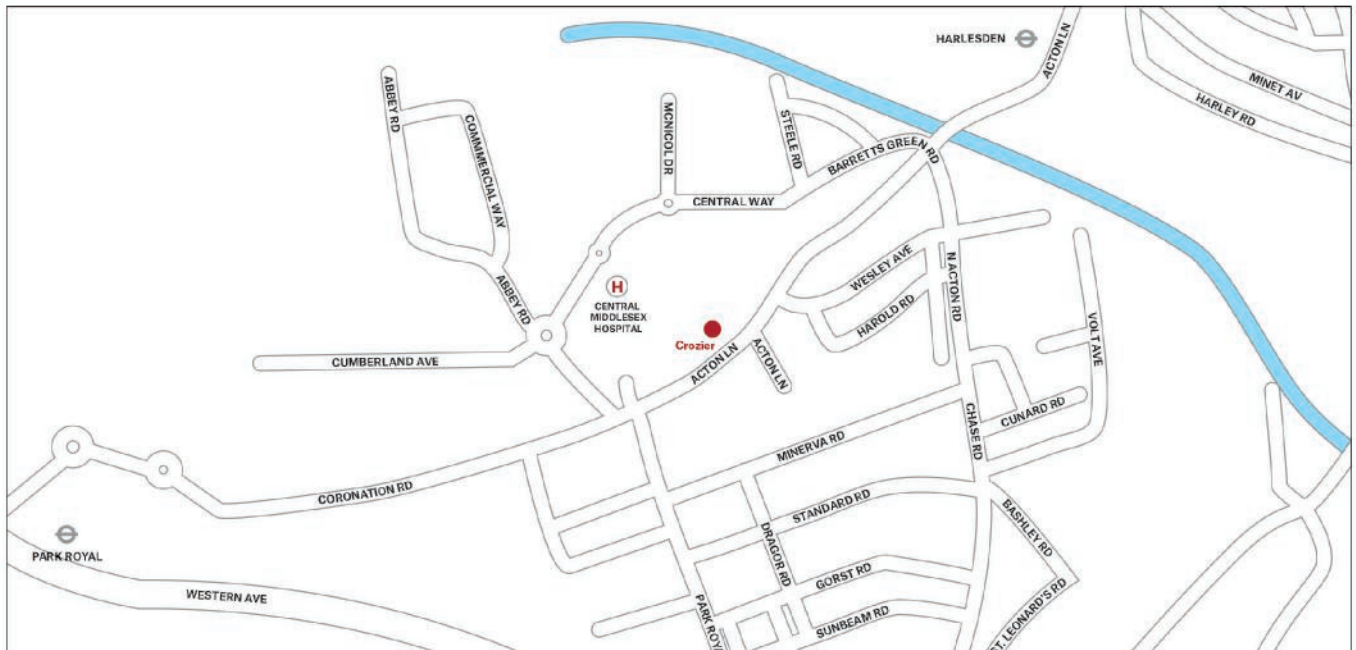 HARLESDEN
ACTON LN
MINET AV
HARLEY RD
ABBEY RD
COMMMERCIAL WAY
MCNICOL DR
STEELE RD
BARRETTS GREEN RD
CENTRAL WAY
ABBEY RD
H
CENTRAL
MIDDLESEX
HOSPITAL
WESLEY AVE
HAROLD RD
N ACTON RD
VOLT AVE
Crozier
ACTON LN
ACTON LN
CUMBERLAND AVE
CUNARD RD
CHASE RD
MINERVA RD
CORONATION RD
STANDARD RD
BASHLEY RD
DRAGOR RD
PARK ROYAL
WESTERN AVE
GORST RD
SUNBEAM RD
PARK ROYA
ST. LEONARD'S RD